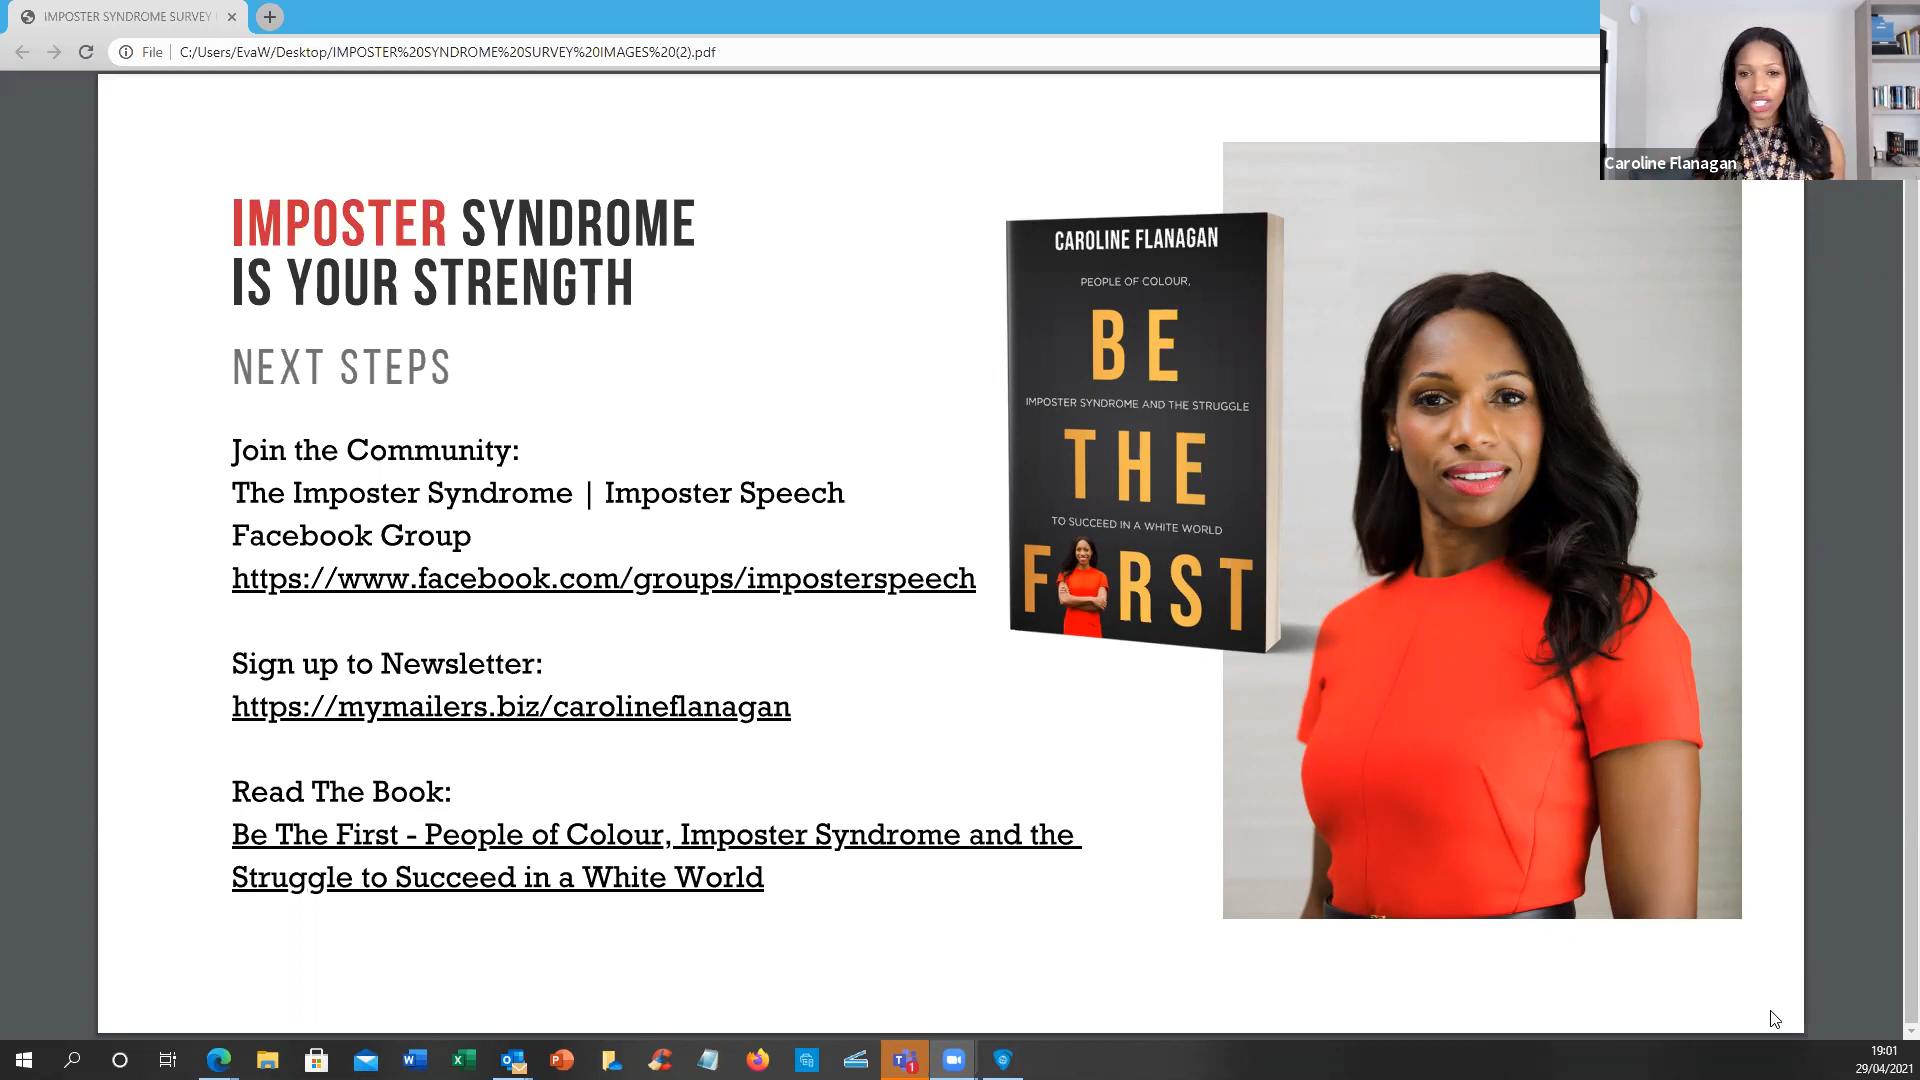 IMPOSTER SYNDROME SURVEY
File
C:/Users/EvaW/Desktop/IMPOSTER%20SYNDROME%20SURVEY%20IMAGES%20(2).pdf
Caroline Flanagan
IMPOSTER SYNDROME
IS YOUR STRENGTH
NEXT STEPS
Join the Community:
The Imposter Syndrome | Imposter Speech
Facebook Group
https://www.facebook.com/groups/imposterspeech
Sign up to Newsletter:
https://mymailers.biz/carolineflanagan
Read The Book:
Be The First - People of Colour, Imposter Syndrome and the
Struggle to Succeed in a White World
CAROLINE FLANAGAN
PEOPLE OF COLOUR,
BE
IMPOSTER SYNDROME AND THE STRUGGLE
THE
TO SUCCEED IN A WHITE WORLD
F RST
19:01
29/04/2021